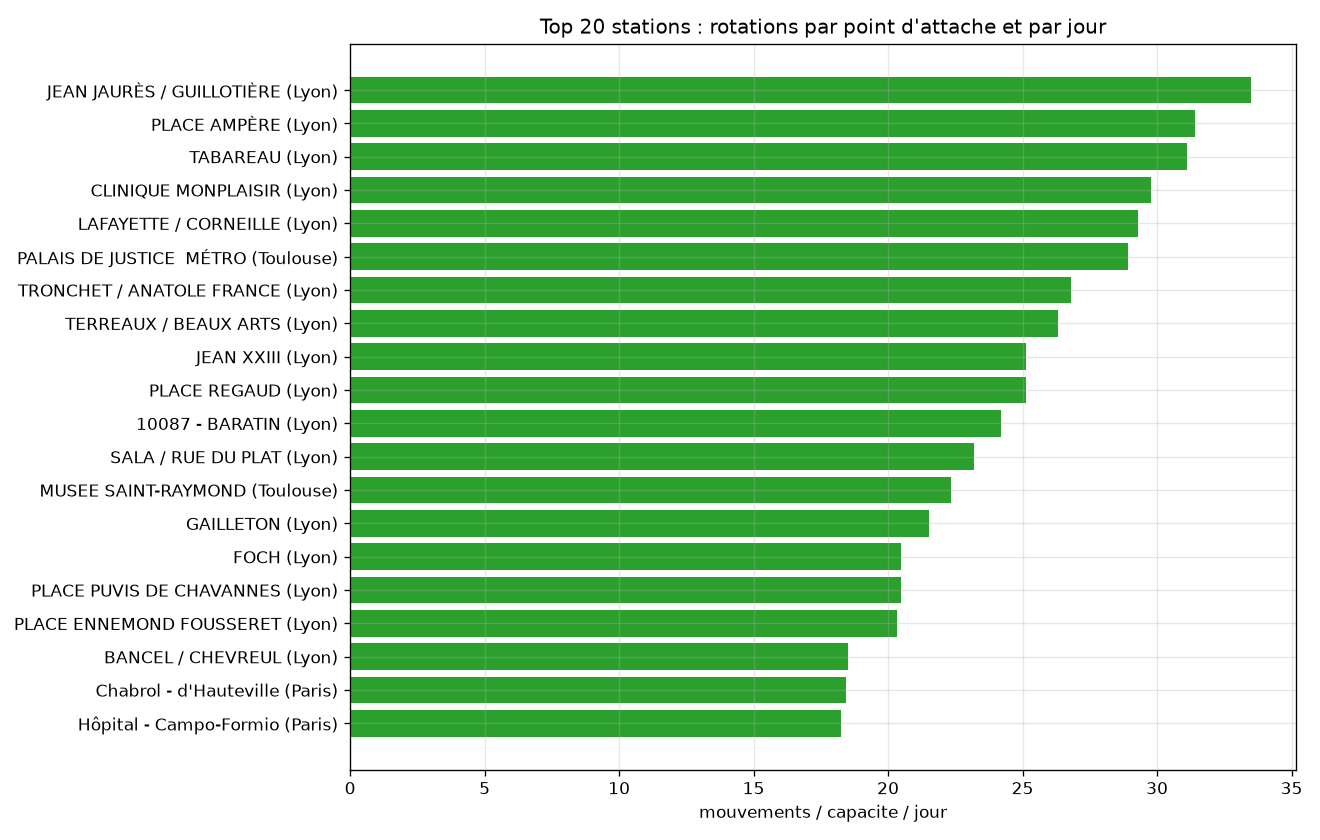 Top 20 stations : rotations par point d'attache et par jour
JEAN JAURÈS / GUILLOTIÈRE (Lyon)
PLACE AMPÈRE (Lyon)
TABAREAU (Lyon)
CLINIQUE MONPLAISIR (Lyon)
LAFAYETTE / CORNEILLE (Lyon)
PALAIS DE JUSTICE  MÉTRO (Toulouse)
TRONCHET / ANATOLE FRANCE (Lyon)
TERREAUX / BEAUX ARTS (Lyon)
JEAN XXIII (Lyon)
PLACE REGAUD (Lyon)
10087 - BARATIN (Lyon)
SALA / RUE DU PLAT (Lyon)
MUSEE SAINT-RAYMOND (Toulouse)
GAILLETON (Lyon)
FOCH (Lyon)
PLACE PUVIS DE CHAVANNES (Lyon)
PLACE ENNEMOND FOUSSERET (Lyon)
BANCEL / CHEVREUL (Lyon)
Chabrol - d'Hauteville (Paris)
Hôpital - Campo-Formio (Paris)
0 5 10 15 20 25 30 35
mouvements / capacite / jour